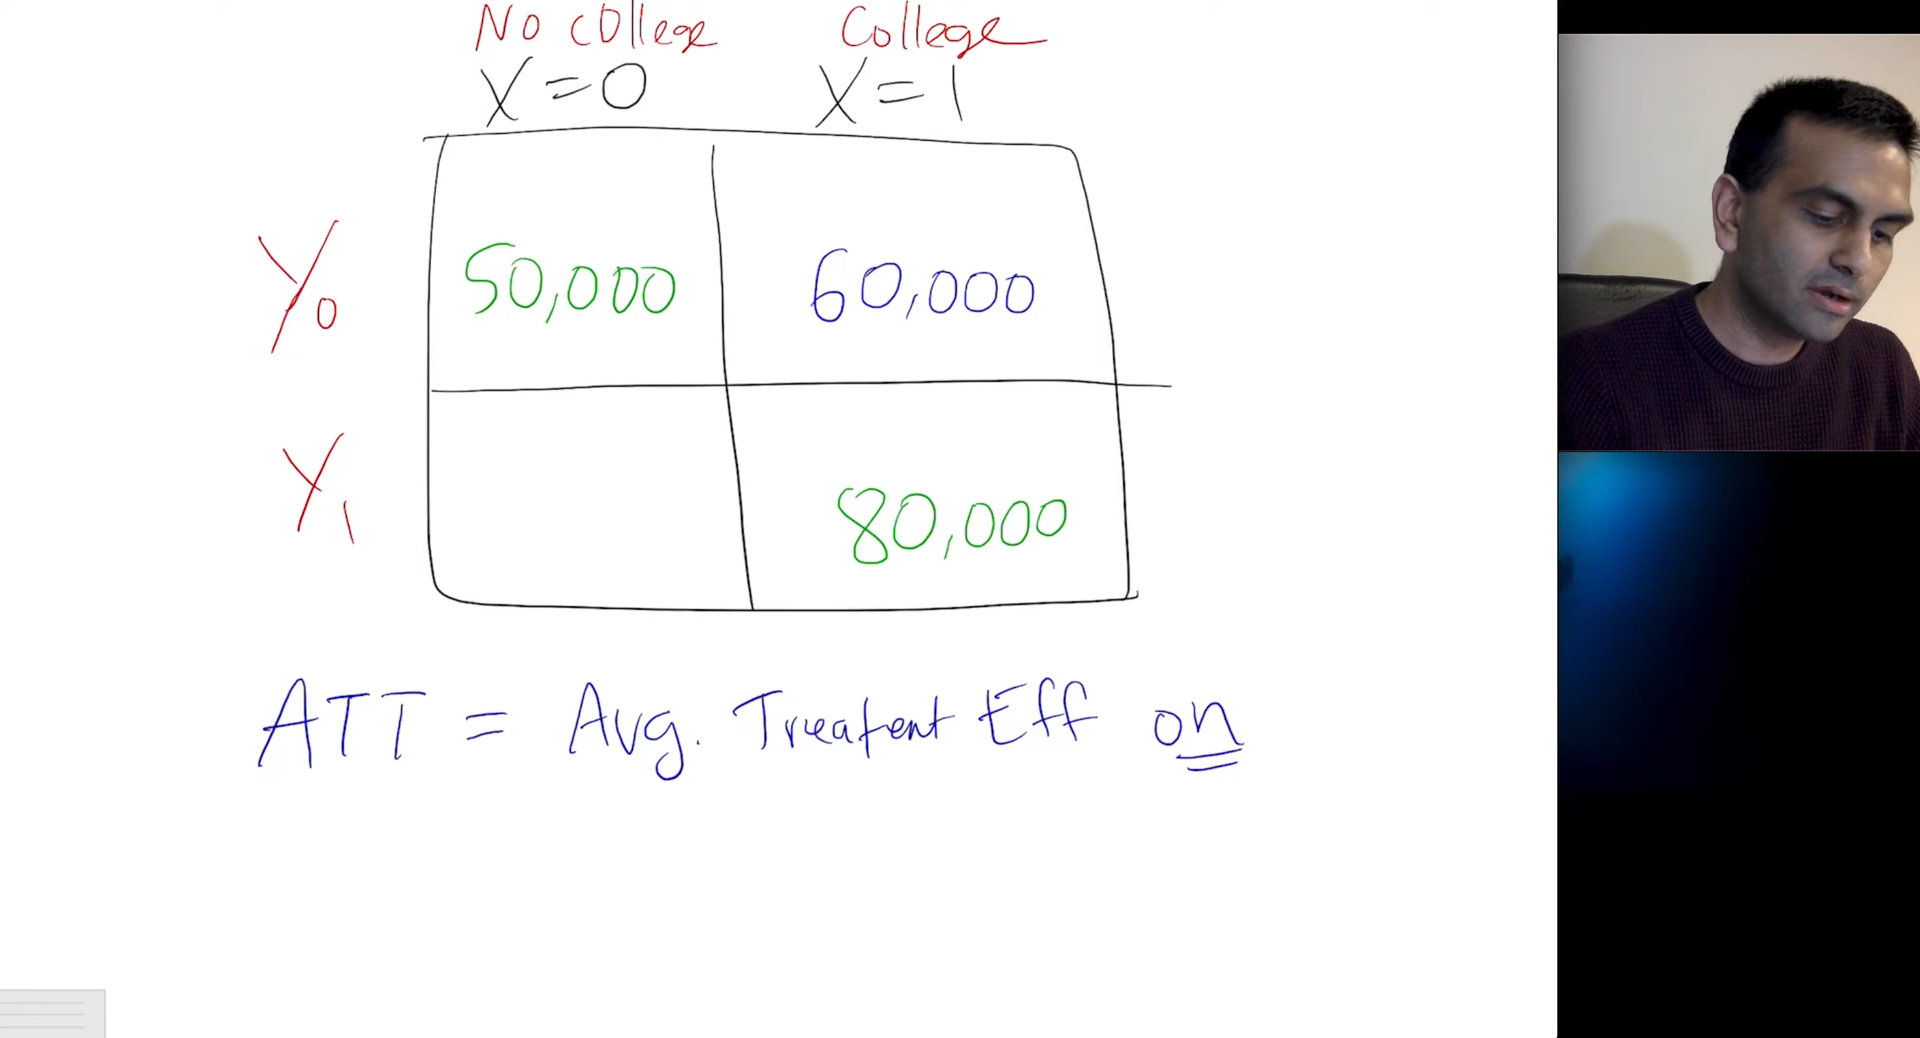 No college College
X=0 X=1
Y0 50,000 60,000
Y1 80,000
ATT = Avg. Treatent Eff on